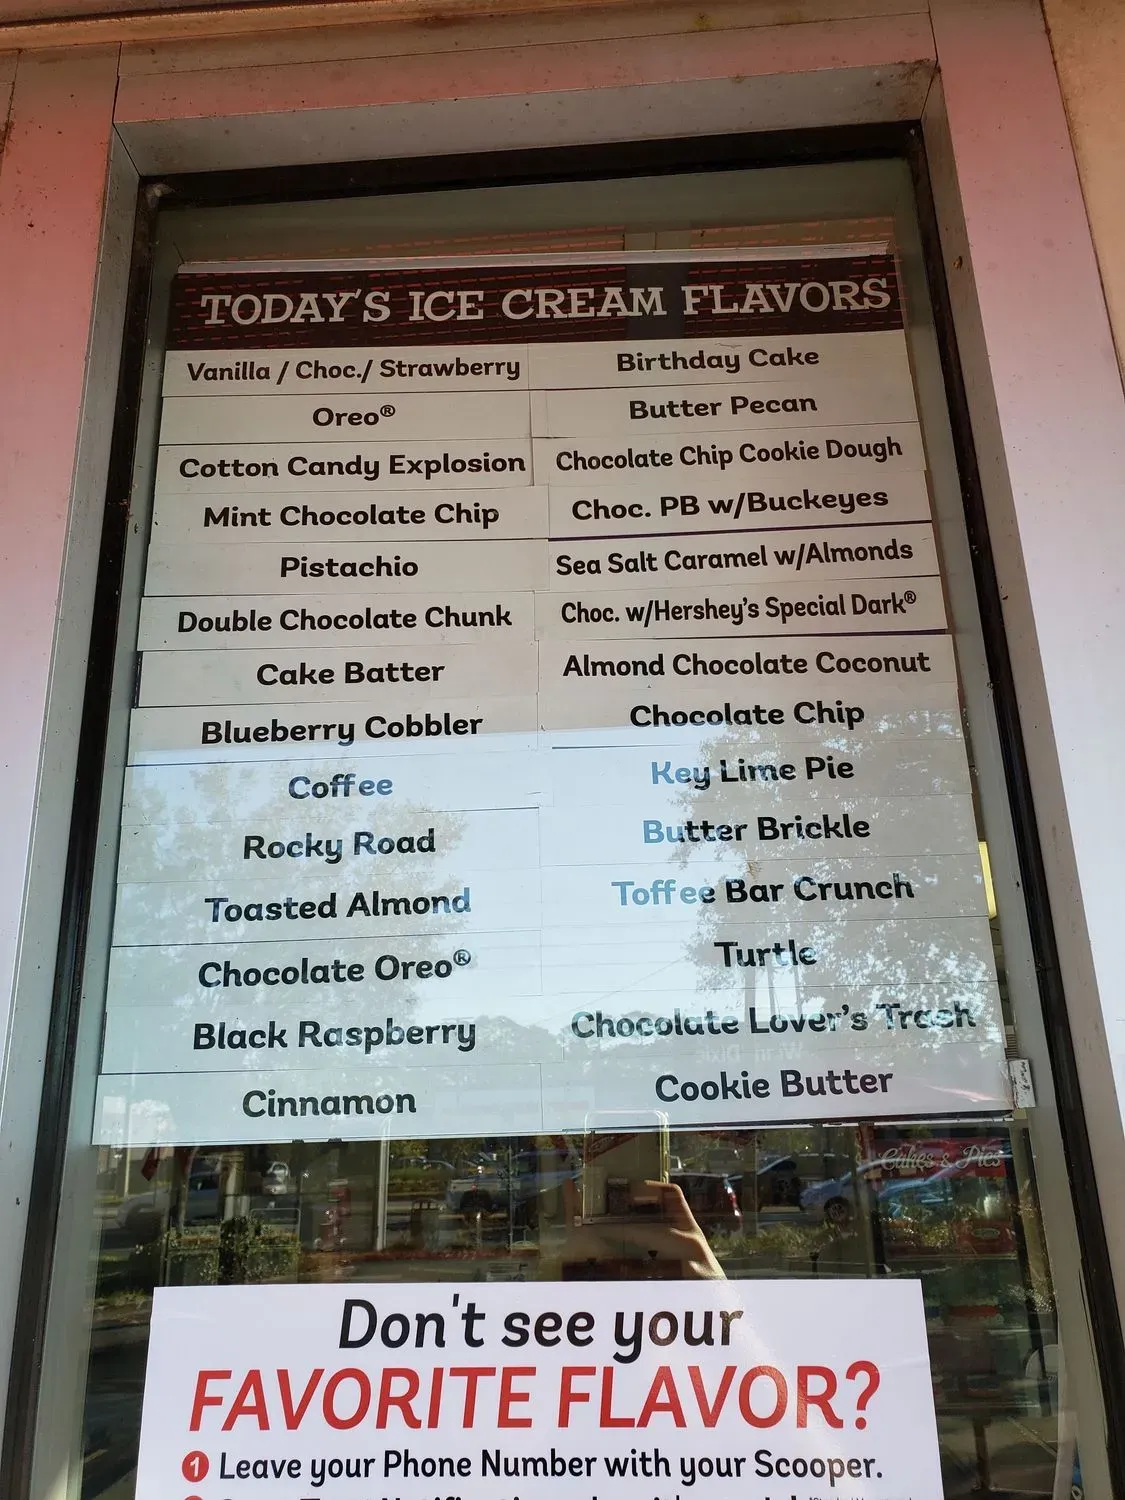 TODAY'S ICE CREAM FLAVORS
Vanilla / Choc./ Strawberry
Oreo®
Cotton Candy Explosion
Mint Chocolate Chip
Pistachio
Double Chocolate Chunk
Cake Batter
Blueberry Cobbler
Coffee
Rocky Road
Toasted Almond
Chocolate Oreo®
Black Raspberry
Cinnamon
Birthday Cake
Butter Pecan
Chocolate Chip Cookie Dough
Choc. PB w/Buckeyes
Sea Salt Caramel w/Almonds
Choc. w/Hershey's Special Dark®
Almond Chocolate Coconut
Chocolate Chip
Key Lime Pie
Butter Brickle
Toffee Bar Crunch
Turtle
Chocolate Lover's Trash
Cookie Butter
Cakes & Pies
Don't see your
FAVORITE FLAVOR?
1 Leave your Phone Number with your Scooper.